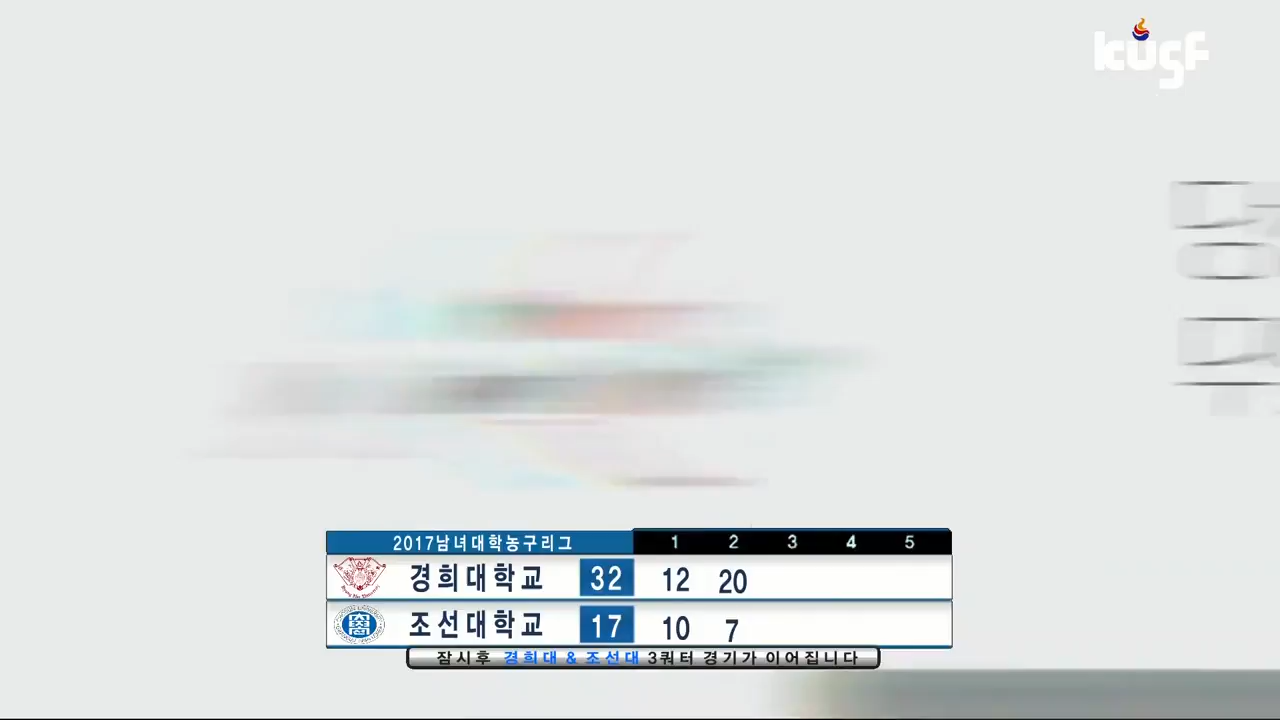 kusf
2017남녀대학농구리그 1 2 3 4 5
경희대학교 32 12 20
조선대학교 17 10 7
잠시후 경희대 & 조선대 3쿼터 경기가 이어집니다